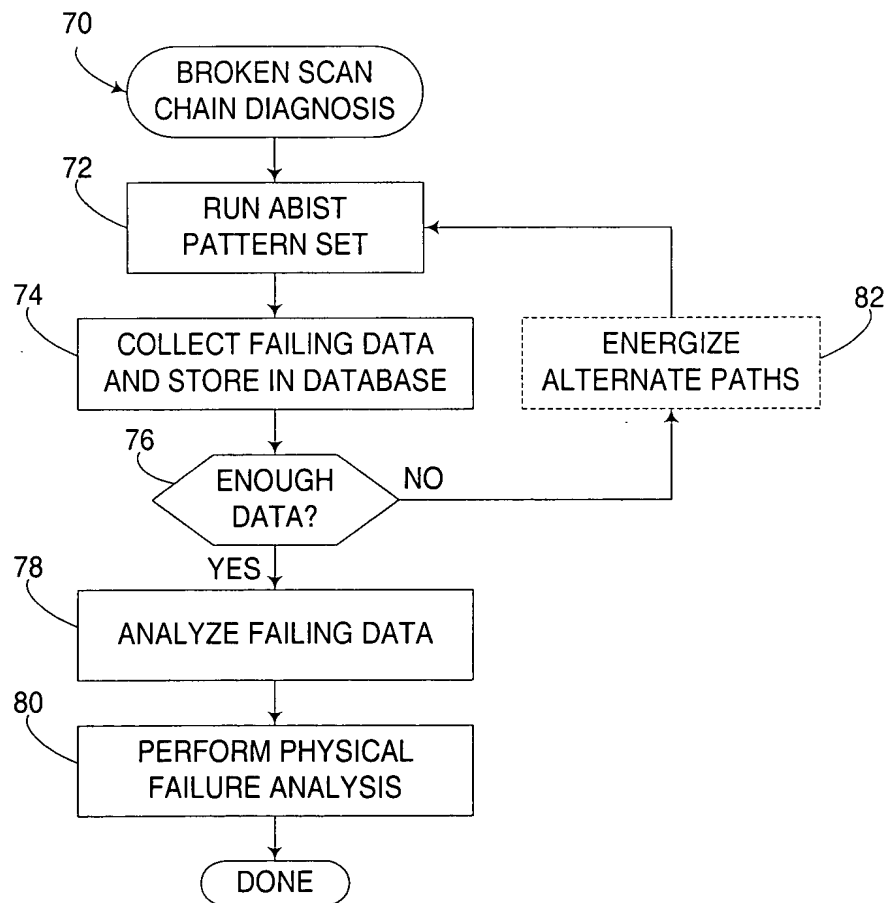 70
BROKEN SCAN
CHAIN DIAGNOSIS
72
RUN ABIST
PATTERN SET
74
COLLECT FAILING DATA
AND STORE IN DATABASE
82
ENERGIZE
ALTERNATE PATHS
76
ENOUGH
DATA?
NO
YES
78
ANALYZE FAILING DATA
80
PERFORM PHYSICAL
FAILURE ANALYSIS
DONE